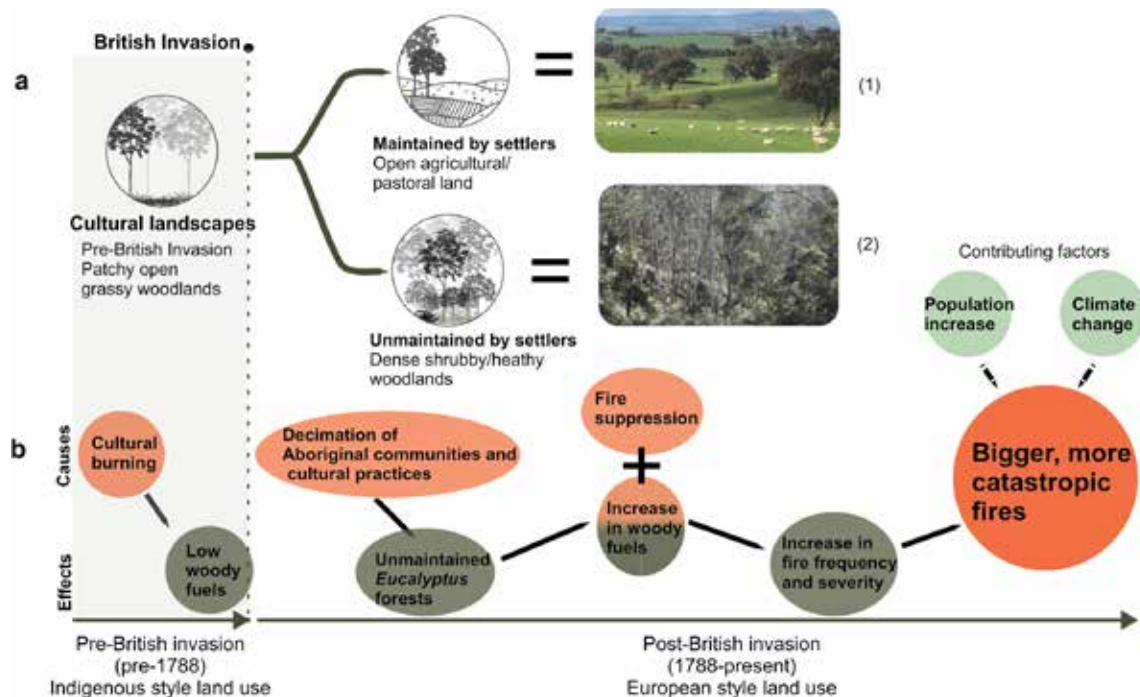 British Invasion
a
Cultural landscapes
Pre-British Invasion
Patchy open
grassy woodlands
Maintained by settlers
Open agricultural/
pastoral land
(1)
Unmaintained by settlers
Dense shrubby/heathy
woodlands
(2)
Contributing factors
Population
increase
Climate
change
b
Causes
Effects
Cultural
burning
Low
woody
fuels
Decimation of
Aboriginal communities and
cultural practices
Unmaintained
Eucalyptus
forests
Fire
suppression
+
Increase
in woody
fuels
Increase in
fire frequency
and severity
Bigger, more
catastropic
fires
Pre-British invasion
(pre-1788)
Indigenous style land use
Post-British invasion
(1788-present)
European style land use